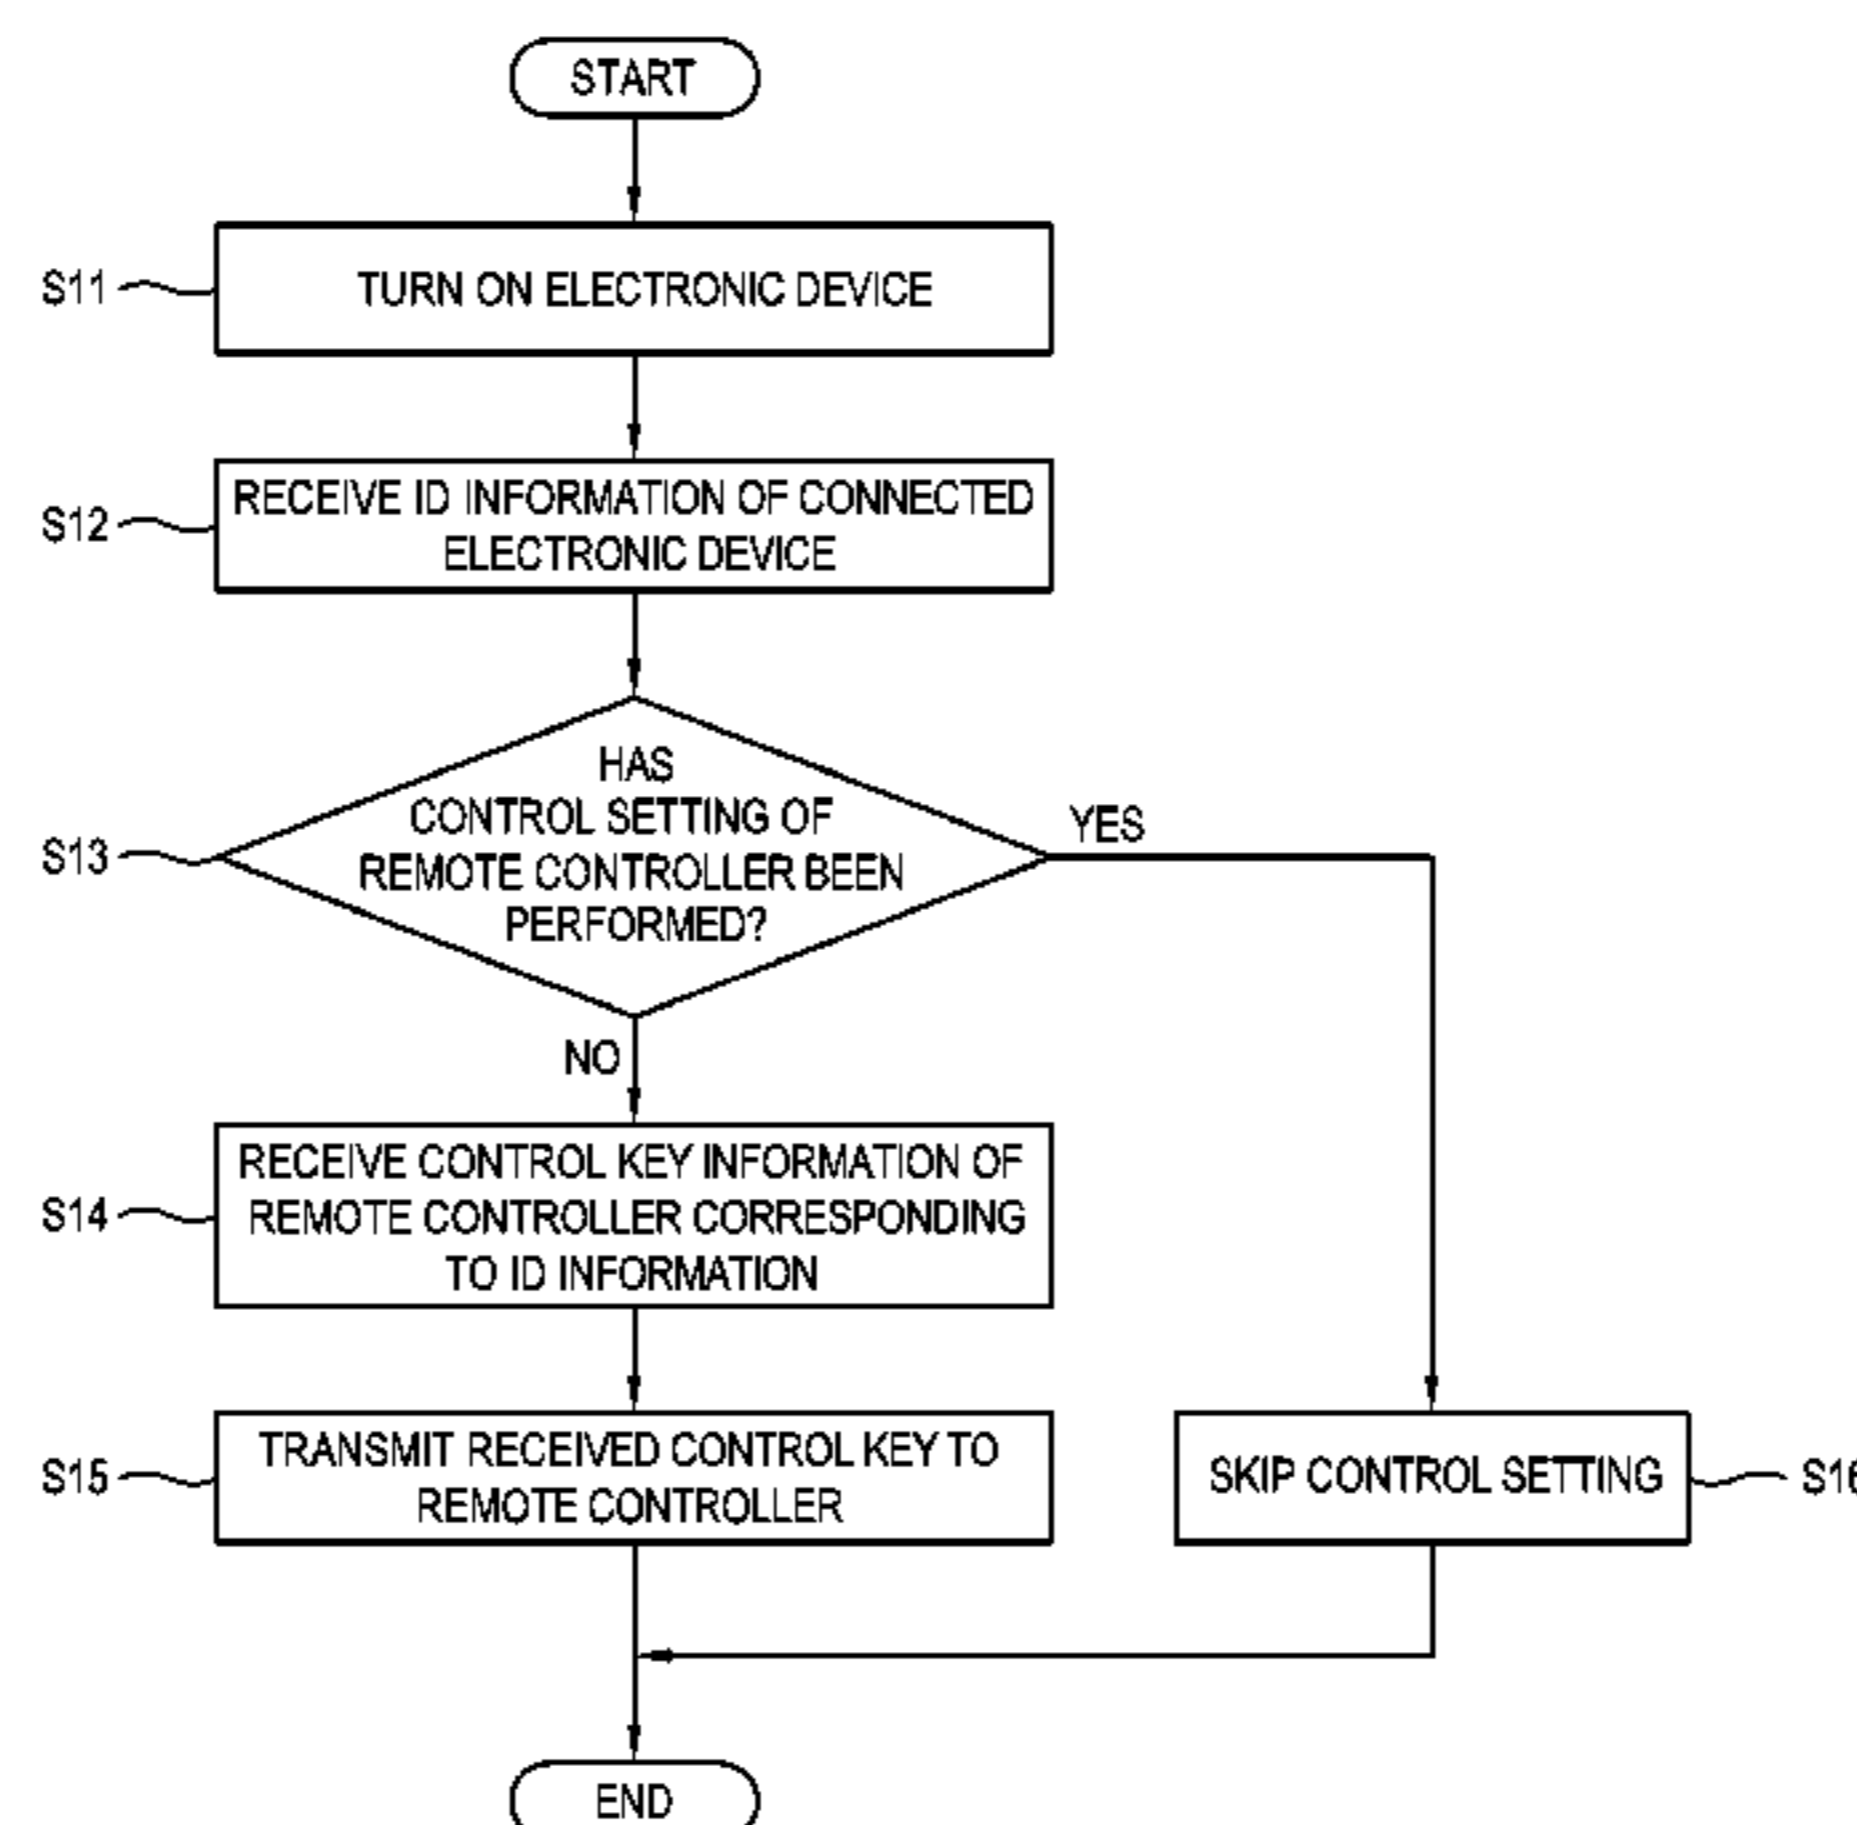 START
S11
TURN ON ELECTRONIC DEVICE
S12
RECEIVE ID INFORMATION OF CONNECTED
ELECTRONIC DEVICE
S13
HAS
CONTROL SETTING OF
REMOTE CONTROLLER BEEN
PERFORMED?
YES
NO
S14
RECEIVE CONTROL KEY INFORMATION OF
REMOTE CONTROLLER CORRESPONDING
TO ID INFORMATION
S15
TRANSMIT RECEIVED CONTROL KEY TO
REMOTE CONTROLLER
SKIP CONTROL SETTING
S16
END